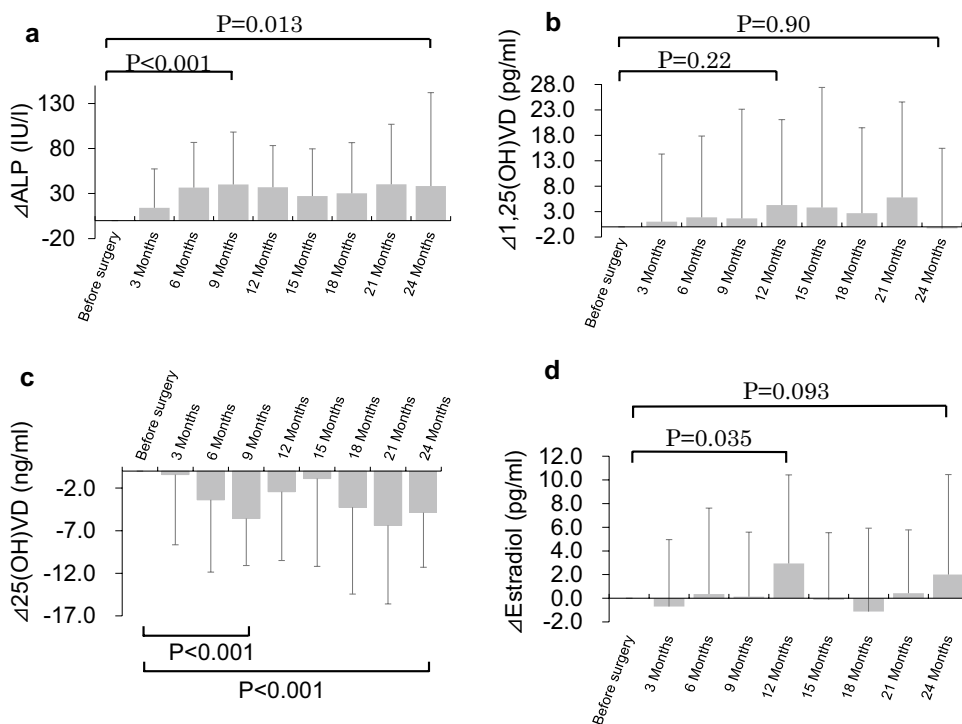 a
P=0.013
P<0.001
⊿ALP (IU/l)
130
80
30
-20
Before surgery
3 Months
6 Months
9 Months
12 Months
15 Months
18 Months
21 Months
24 Months
b
P=0.90
P=0.22
⊿1,25(OH)VD (pg/ml)
28.0
23.0
18.0
13.0
8.0
3.0
-2.0
Before surgery
3 Months
6 Months
9 Months
12 Months
15 Months
18 Months
21 Months
24 Months
c
Before surgery
3 Months
6 Months
9 Months
12 Months
15 Months
18 Months
21 Months
24 Months
⊿25(OH)VD (ng/ml)
-2.0
-7.0
-12.0
-17.0
P<0.001
P<0.001
d
P=0.093
P=0.035
⊿Estradiol (pg/ml)
12.0
10.0
8.0
6.0
4.0
2.0
0.0
-2.0
Before surgery
3 Months
6 Months
9 Months
12 Months
15 Months
18 Months
21 Months
24 Months